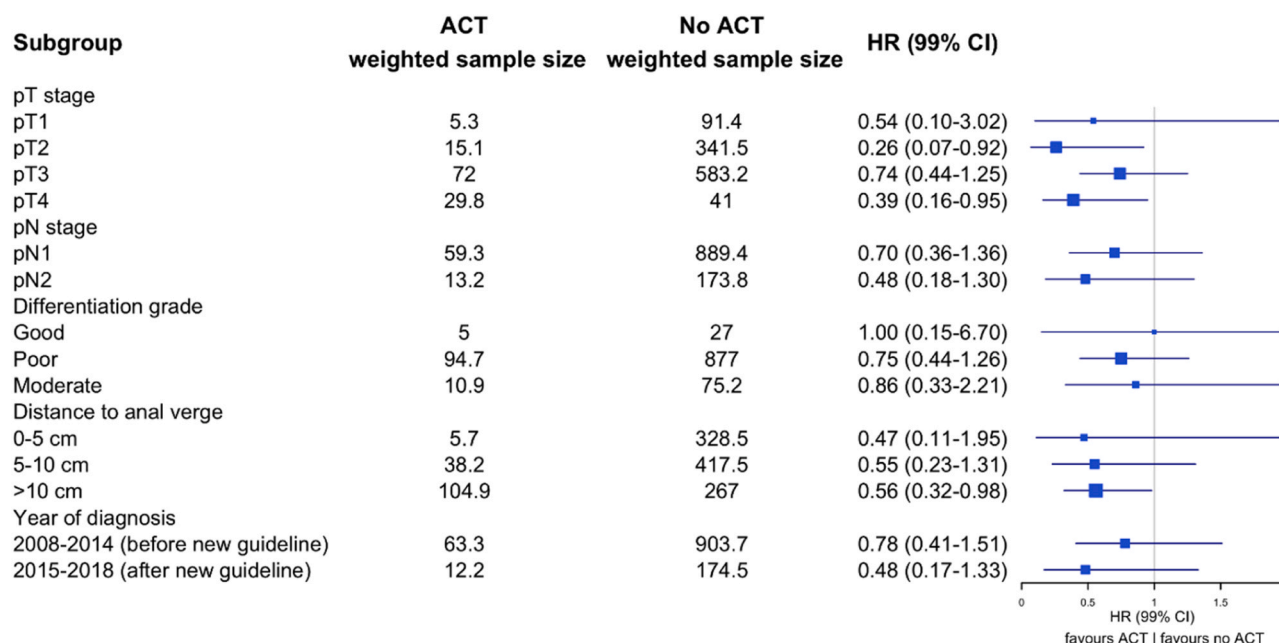 Subgroup ACT weighted sample size No ACT weighted sample size HR (99% CI)
pT stage
pT1 5.3 91.4 0.54 (0.10-3.02)
pT2 15.1 341.5 0.26 (0.07-0.92)
pT3 72 583.2 0.74 (0.44-1.25)
pT4 29.8 41 0.39 (0.16-0.95)
pN stage
pN1 59.3 889.4 0.70 (0.36-1.36)
pN2 13.2 173.8 0.48 (0.18-1.30)
Differentiation grade
Good 5 27 1.00 (0.15-6.70)
Poor 94.7 877 0.75 (0.44-1.26)
Moderate 10.9 75.2 0.86 (0.33-2.21)
Distance to anal verge
0-5 cm 5.7 328.5 0.47 (0.11-1.95)
5-10 cm 38.2 417.5 0.55 (0.23-1.31)
>10 cm 104.9 267 0.56 (0.32-0.98)
Year of diagnosis
2008-2014 (before new guideline) 63.3 903.7 0.78 (0.41-1.51)
2015-2018 (after new guideline) 12.2 174.5 0.48 (0.17-1.33)
0 0.5 1 1.5
HR (99% CI)
favours ACT | favours no ACT